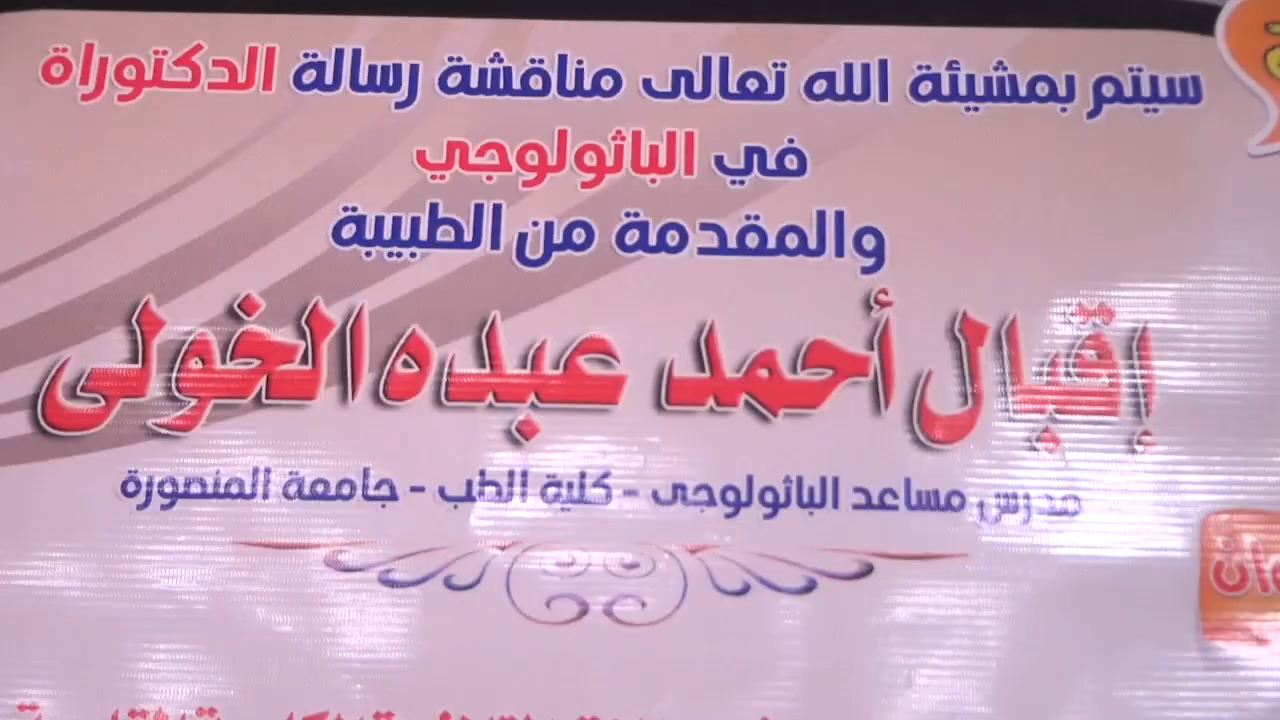 سيتم بمشيئة الله تعالى مناقشة رسالة الدكتوراة
في الباثولوجي
والمقدمة من الطبيبة
إقبال أحمد عبده الخولى
مدرس مساعد الباثولوجى - كلية الطب - جامعة المنصورة